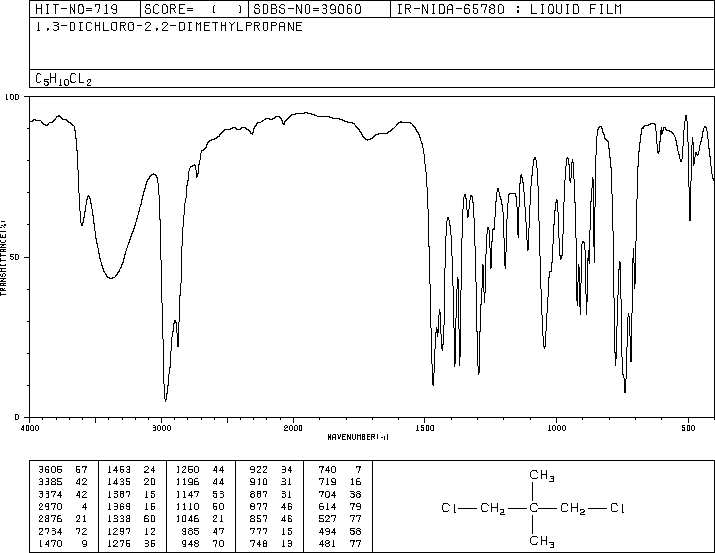 HIT-NO=719 SCORE= ( ) SDBS-NO=39060 IR-NIDA-65780 : LIQUID FILM
1,3-DICHLORO-2,2-DIMETHYLPROPANE
C5H10CL2
100
50
0
TRANSMITTANCE(%)
4000 3000 2000 1500 1000 500
WAVENUMBER(-1)
3605 57 1463 24 1250 44 922 34 740 7
3385 42 1435 20 1196 44 910 31 719 16
3374 42 1387 15 1147 53 887 31 704 38
2970 4 1369 16 1110 60 877 46 614 79
2876 21 1338 60 1046 21 857 46 527 77
2734 72 1297 12 985 47 777 15 494 58
1470 9 1276 36 948 70 748 13 481 77
CH3
Cl CH2 C CH2 Cl
CH3